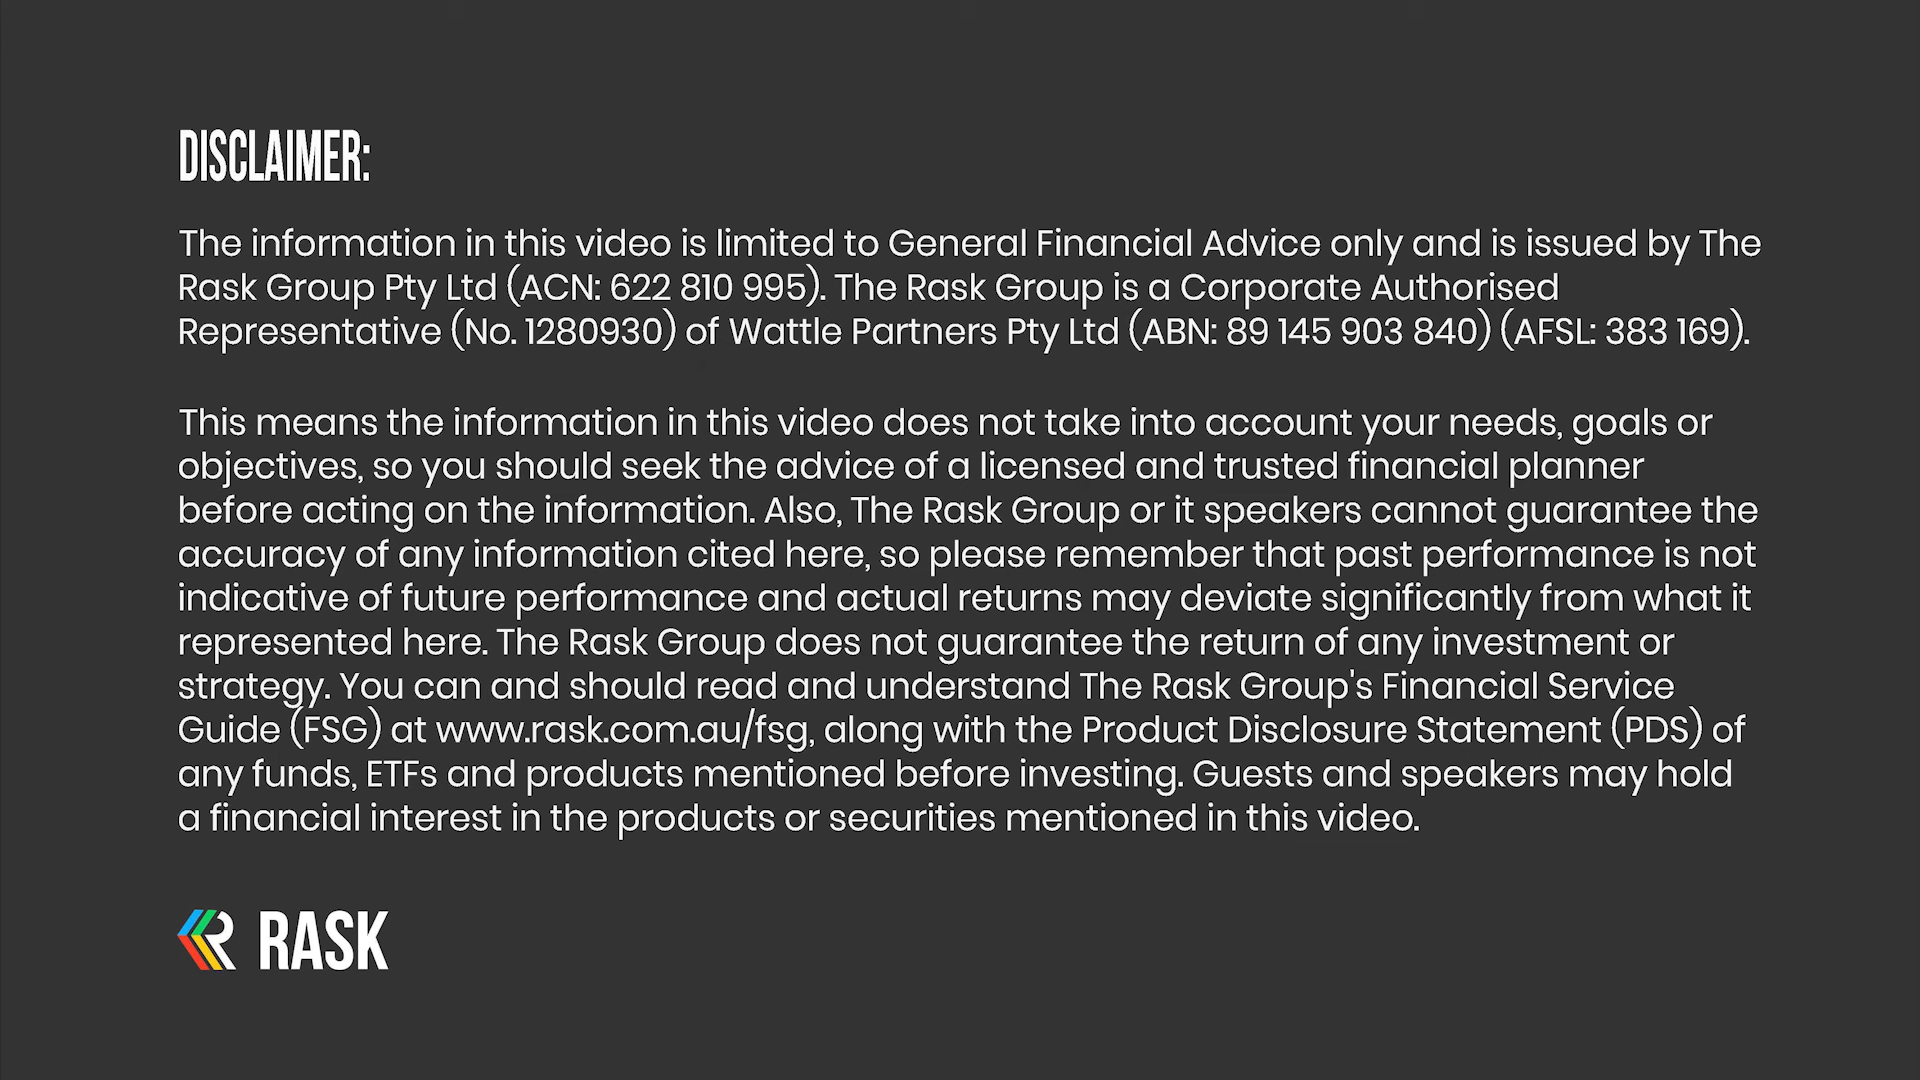 DISCLAIMER:
The information in this video is limited to General Financial Advice only and is issued by The
Rask Group Pty Ltd (ACN: 622 810 995). The Rask Group is a Corporate Authorised
Representative (No. 1280930) of Wattle Partners Pty Ltd (ABN: 89 145 903 840) (AFSL: 383 169).
This means the information in this video does not take into account your needs, goals or
objectives, so you should seek the advice of a licensed and trusted financial planner
before acting on the information. Also, The Rask Group or it speakers cannot guarantee the
accuracy of any information cited here, so please remember that past performance is not
indicative of future performance and actual returns may deviate significantly from what it
represented here. The Rask Group does not guarantee the return of any investment or
strategy. You can and should read and understand The Rask Group's Financial Service
Guide (FSG) at www.rask.com.au/fsg, along with the Product Disclosure Statement (PDS) of
any funds, ETFs and products mentioned before investing. Guests and speakers may hold
a financial interest in the products or securities mentioned in this video.
RASK